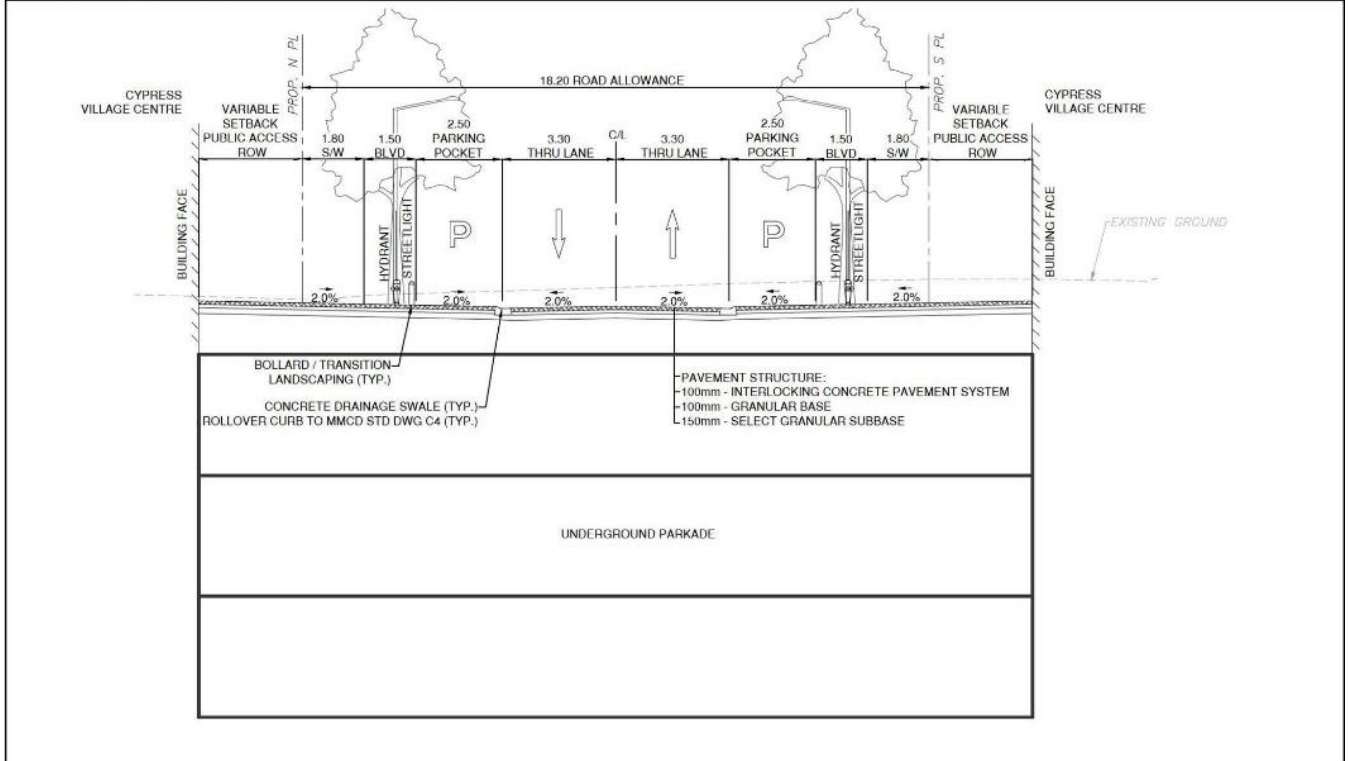 PROP. N PL
PROP. S PL
18.20 ROAD ALLOWANCE
CYPRESS
VILLAGE CENTRE
VARIABLE
SETBACK
PUBLIC ACCESS
ROW
1.80
S/W
1.50
BLVD
2.50
PARKING
POCKET
3.30
THRU LANE
C/L
3.30
THRU LANE
2.50
PARKING
POCKET
1.50
BLVD
1.80
S/W
VARIABLE
SETBACK
PUBLIC ACCESS
ROW
CYPRESS
VILLAGE CENTRE
BUILDING FACE
HYDRANT
STREETLIGHT
P
P
HYDRANT
STREETLIGHT
BUILDING FACE
EXISTING GROUND
2.0%
2.0%
2.0%
2.0%
2.0%
2.0%
BOLLARD / TRANSITION
LANDSCAPING (TYP.)
CONCRETE DRAINAGE SWALE (TYP.)
ROLLOVER CURB TO MMCD STD DWG C4 (TYP.)
PAVEMENT STRUCTURE:
100mm - INTERLOCKING CONCRETE PAVEMENT SYSTEM
100mm - GRANULAR BASE
150mm - SELECT GRANULAR SUBBASE
UNDERGROUND PARKADE